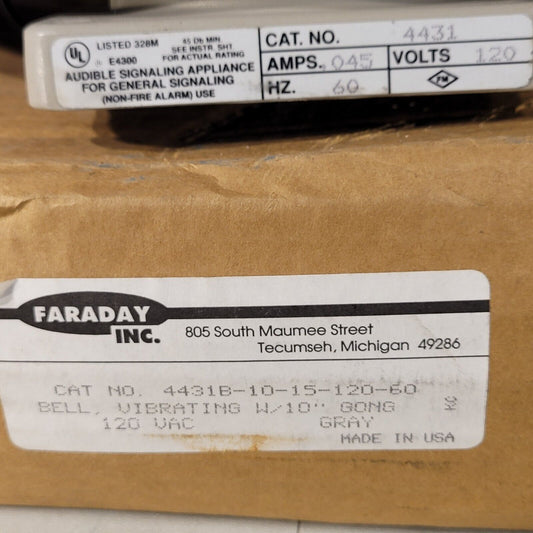 UL
LISTED 328M
E4300
45 Db MIN.
SEE INSTR. SHT
FOR ACTUAL RATING
AUDIBLE SIGNALING APPLIANCE
FOR GENERAL SIGNALING
(NON-FIRE ALARM) USE
CAT. NO. 4431
AMPS. .045 VOLTS 120
HZ. 60 FM
FARADAY
INC.
805 South Maumee Street
Tecumseh, Michigan 49286
CAT NO. 4431B-10-15-120-60
BELL, VIBRATING W/10" GONG
120 VAC GRAY
KC
MADE IN USA